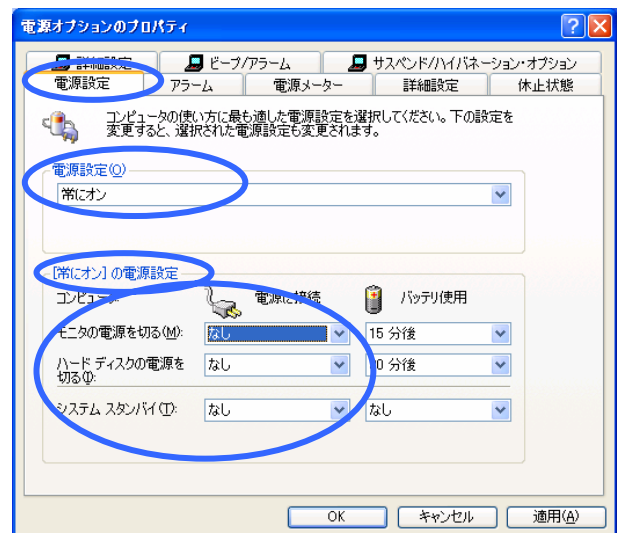 電源オプションのプロパティ
詳細設定 ビープ/アラーム サスペンド/ハイバネーション・オプション
電源設定 アラーム 電源メーター 詳細設定 休止状態
コンピュータの使い方に最も適した電源設定を選択してください。下の設定を
変更すると、選択された電源設定も変更されます。
電源設定(O)
常にオン
[常にオン] の電源設定
電源に接続 バッテリ使用
モニタの電源を切る(M): なし 15 分後
ハード ディスクの電源を なし 分後
切る(I):
システム スタンバイ(T): なし なし
OK キャンセル 適用(A)